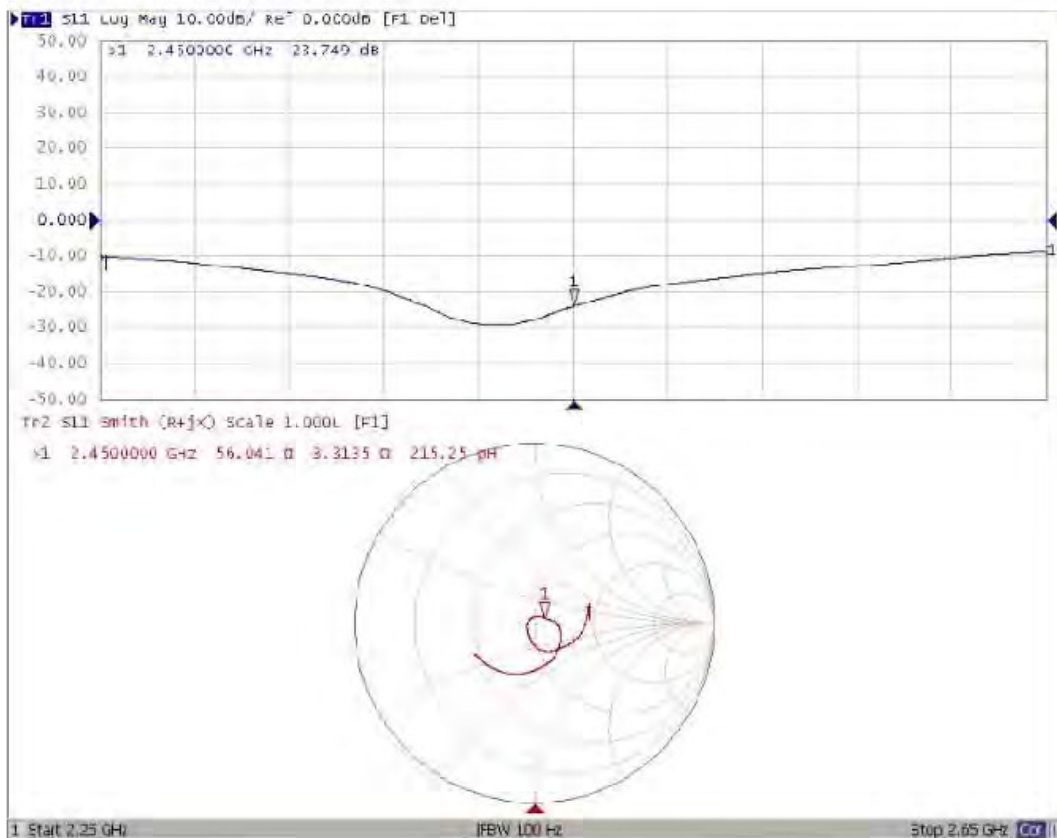 Tr1 S11 Log Mag 10.00dB/ Ref 0.000dB [F1 Del]
50.00
>1 2.4500000 GHz 23.749 dB
40.00
30.00
20.00
10.00
0.000
-10.00
1
-20.00
1
-30.00
-40.00
-50.00
Tr2 S11 Smith (R+jX) Scale 1.000U [F1]
>1 2.4500000 GHz 56.041 Ω 3.3135 Ω 215.25 pH
1
1 Start 2.25 GHz IFBW 100 Hz Stop 2.65 GHz Cor